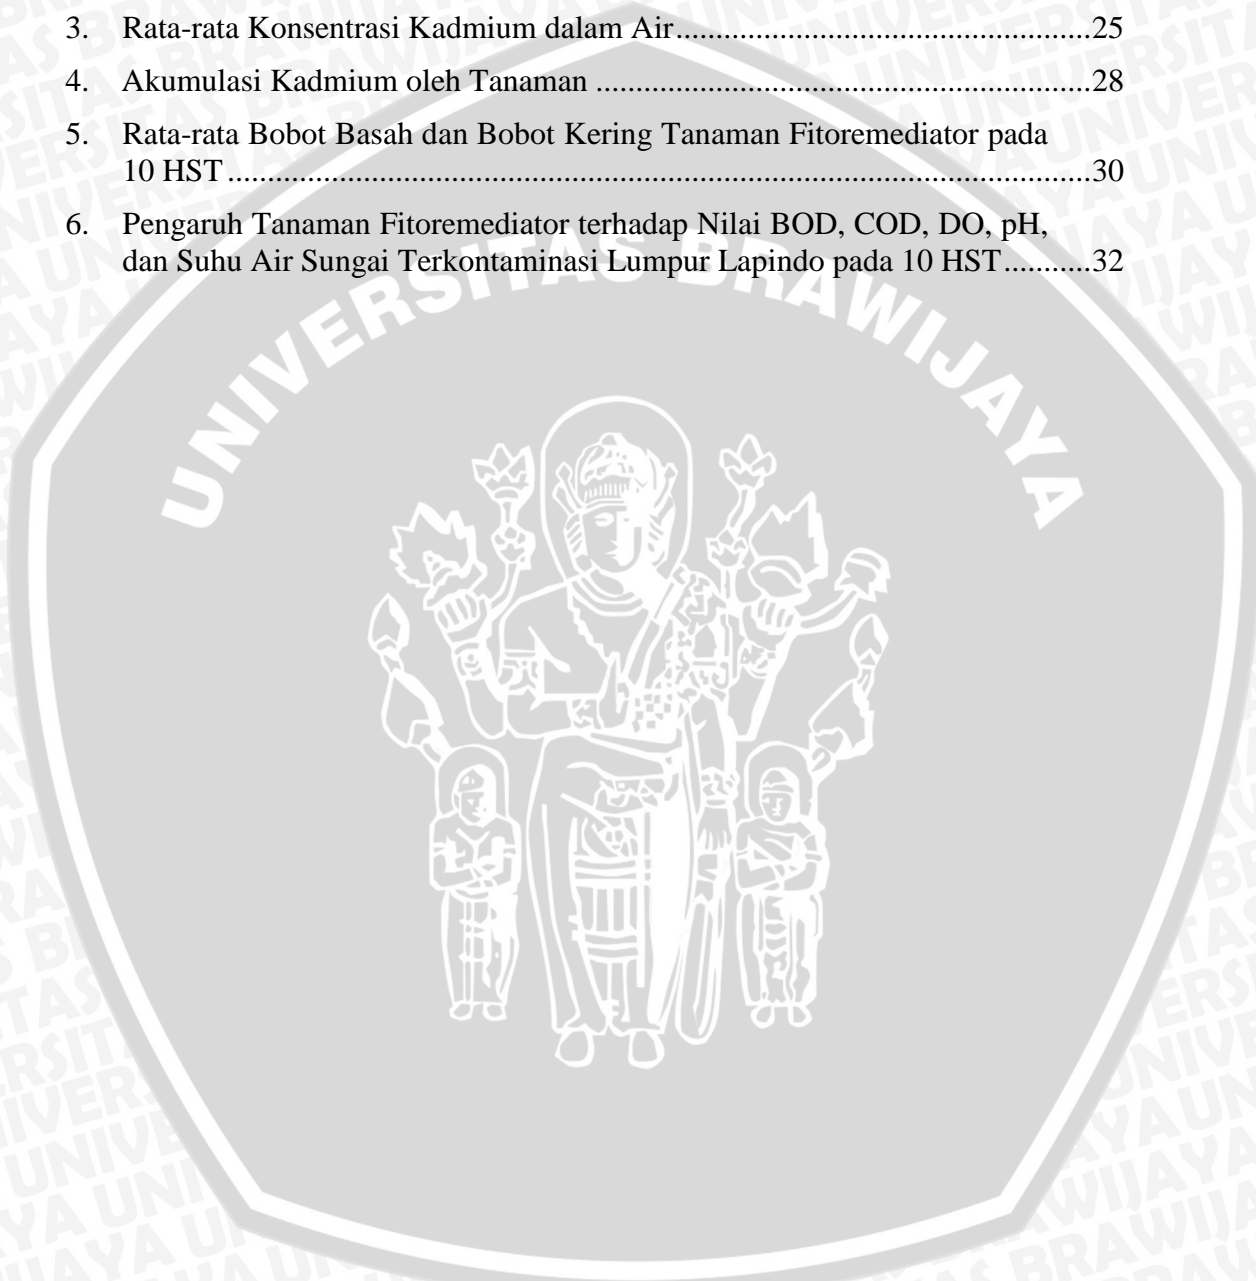 3. Rata-rata Konsentrasi Kadmium dalam Air....................................................25
4. Akumulasi Kadmium oleh Tanaman ..............................................................28
5. Rata-rata Bobot Basah dan Bobot Kering Tanaman Fitoremediator pada
10 HST............................................................................................................30
6. Pengaruh Tanaman Fitoremediator terhadap Nilai BOD, COD, DO, pH,
dan Suhu Air Sungai Terkontaminasi Lumpur Lapindo pada 10 HST...........32
UNIVERSITAS BRAWIJAYA